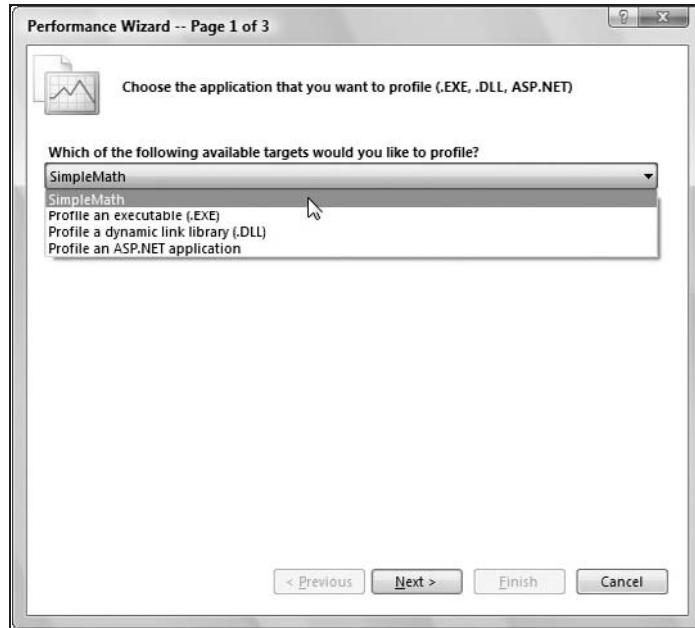 Performance Wizard -- Page 1 of 3
Choose the application that you want to profile (.EXE, .DLL, ASP.NET)
Which of the following available targets would you like to profile?
SimpleMath
SimpleMath
Profile an executable (.EXE)
Profile a dynamic link library (.DLL)
Profile an ASP.NET application
< Previous
Next >
Finish
Cancel